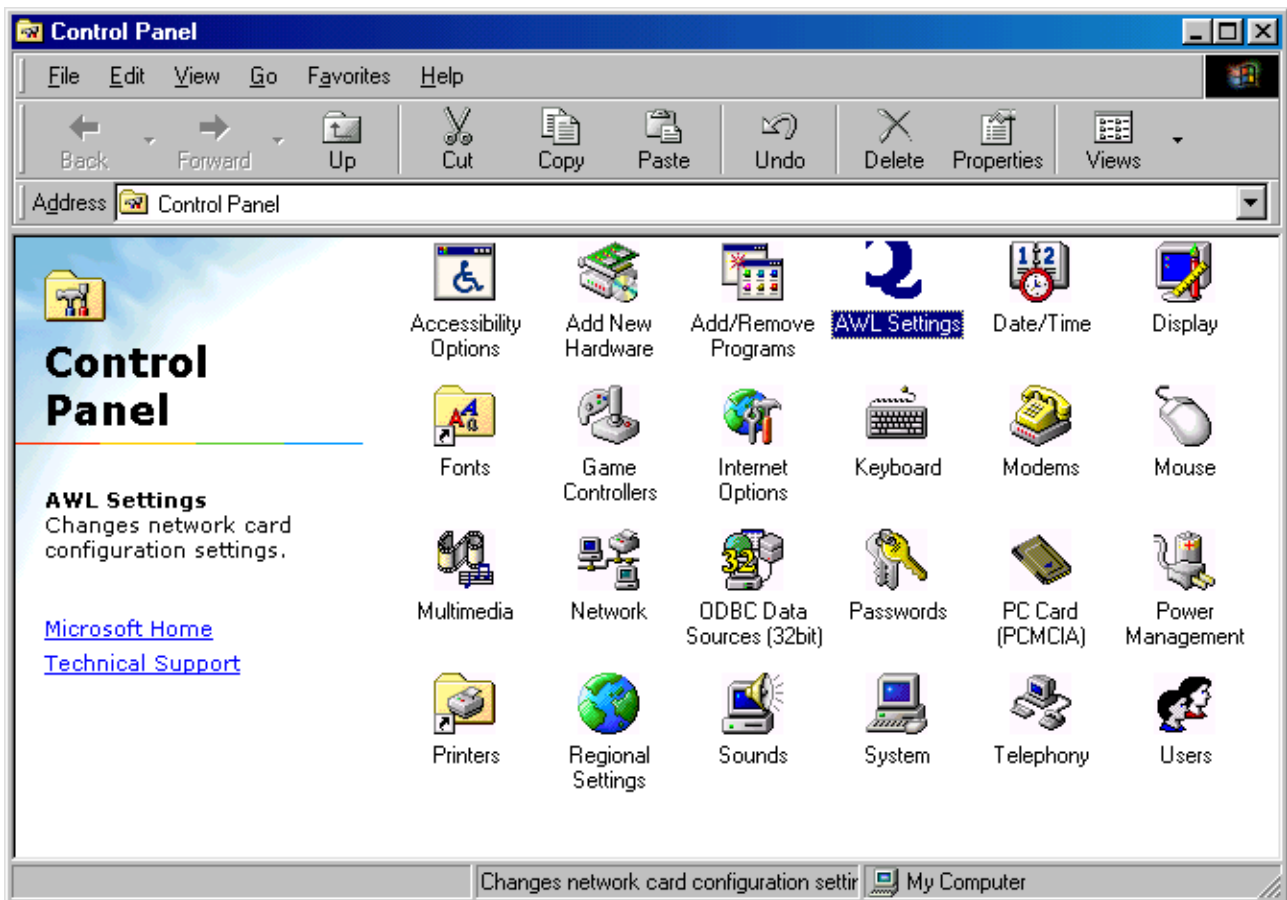 Control Panel
File Edit View Go Favorites Help
Back Forward Up Cut Copy Paste Undo Delete Properties Views
Address Control Panel
Control
Panel
AWL Settings
Changes network card
configuration settings.
Microsoft Home
Technical Support
Accessibility
Options
Add New
Hardware
Add/Remove
Programs
AWL Settings
Date/Time
Display
Fonts
Game
Controllers
Internet
Options
Keyboard
Modems
Mouse
Multimedia
Network
32
ODBC Data
Sources (32bit)
Passwords
PC Card
(PCMCIA)
Power
Management
Printers
Regional
Settings
Sounds
System
Telephony
Users
Changes network card configuration settin
My Computer